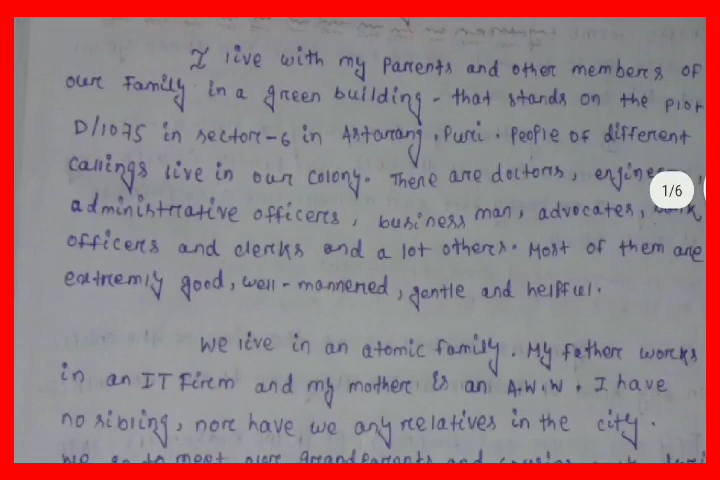 I live with my parents and other members of
our Family in a green building - that stands on the plot
D/1075 in sector-6 in Astarang, Puri. People of different
callings live in our colony. There are doctors,
1/6
administrative officers, business man, advocates,
officers and clerks and a lot others. Most of them are
extremly good, well-mannered, gentle and helpful.
We live in an atomic family. My father works
in an IT Firm and my mother is an A.W.W. I have
no sibling, nor have we any relatives in the city.